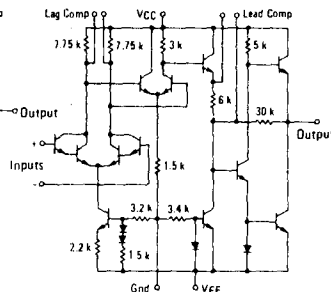 Lag Comp VCC Lead Comp
7.75 k 7.75 k 3 k 5 k
6 k
30 k
Output
Output
+
Inputs
-
1.5 k
3.2 k 3.4 k
2.2 k
1.5 k
Gnd VEE